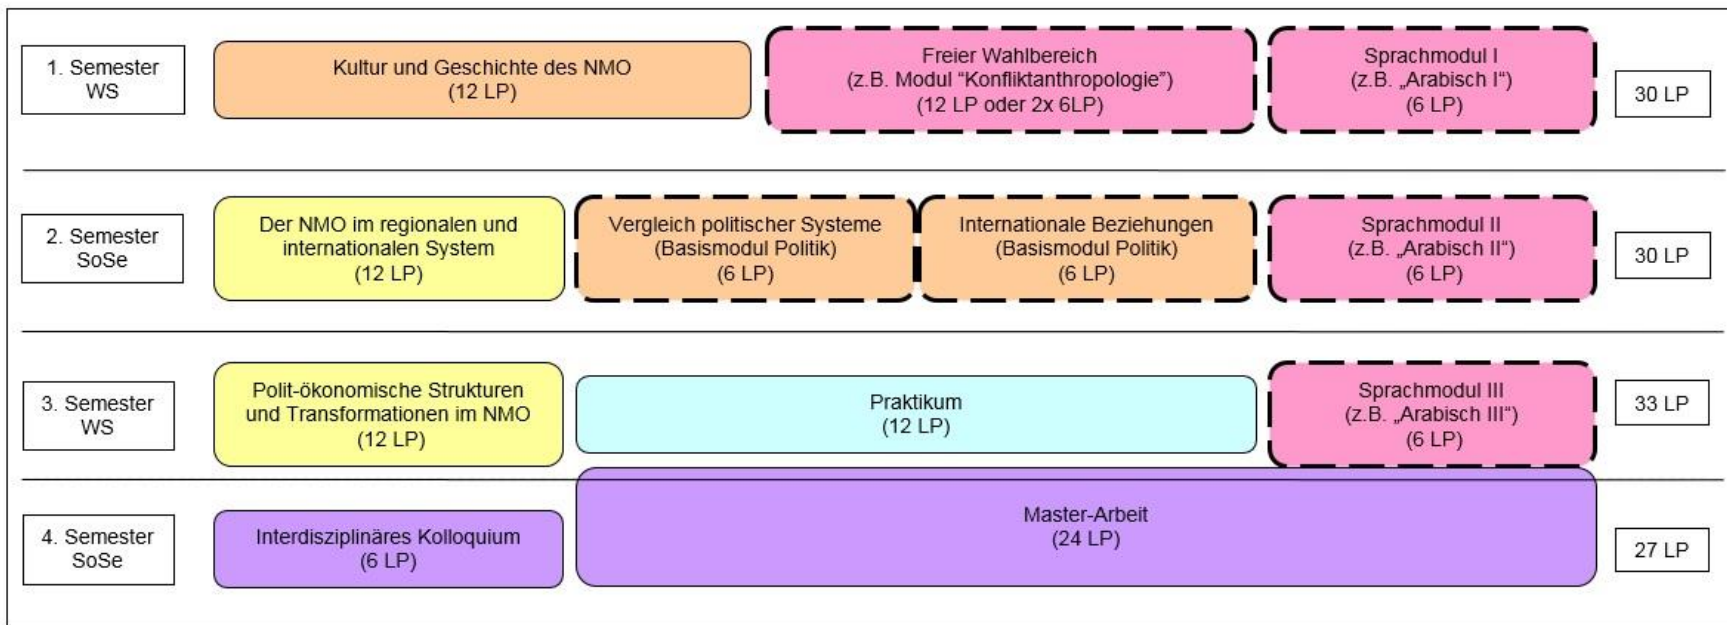 1. Semester
WS
Kultur und Geschichte des NMO
(12 LP)
Freier Wahlbereich
(z.B. Modul “Konfliktanthropologie”)
(12 LP oder 2x 6LP)
Sprachmodul I
(z.B. „Arabisch I“)
(6 LP)
30 LP
2. Semester
SoSe
Der NMO im regionalen und
internationalen System
(12 LP)
Vergleich politischer Systeme
(Basismodul Politik)
(6 LP)
Internationale Beziehungen
(Basismodul Politik)
(6 LP)
Sprachmodul II
(z.B. „Arabisch II“)
(6 LP)
30 LP
3. Semester
WS
Polit-ökonomische Strukturen
und Transformationen im NMO
(12 LP)
Praktikum
(12 LP)
Sprachmodul III
(z.B. „Arabisch III“)
(6 LP)
33 LP
4. Semester
SoSe
Interdisziplinäres Kolloquium
(6 LP)
Master-Arbeit
(24 LP)
27 LP